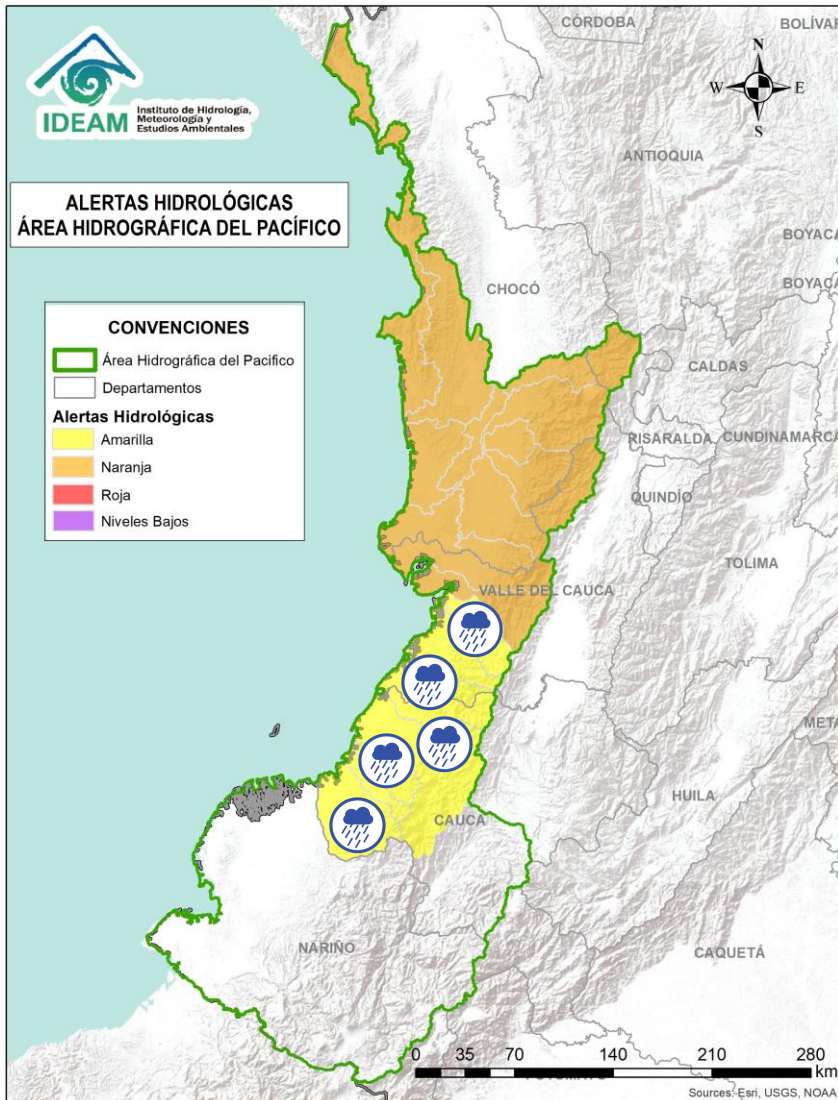 IDEAM
Instituto de Hidrología,
Meteorología y
Estudios Ambientales
ALERTAS HIDROLÓGICAS
ÁREA HIDROGRÁFICA DEL PACÍFICO
CONVENCIONES
Área Hidrográfica del Pacifico
Departamentos
Alertas Hidrológicas
Amarilla
Naranja
Roja
Niveles Bajos
N
W
E
S
CÓRDOBA
BOLÍVAR
ANTIOQUIA
BOYACÁ
BOYACÁ
CHOCÓ
CALDAS
RISARALDA
CUNDINAMARCA
QUINDÍO
TOLIMA
VALLE DEL CAUCA
META
HUILA
CAUCA
NARIÑO
CAQUETÁ
0 35 70 140 210 280
km
Sources: Esri, USGS, NOAA